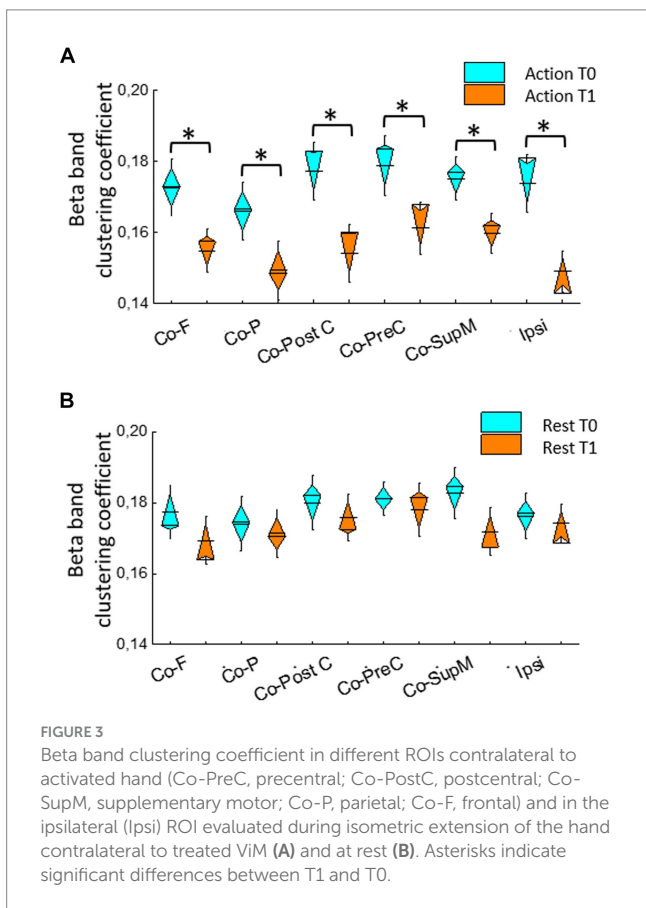 A
0,20
Action T0
Action T1
Beta band
clustering coefficient
* * * * * *
0,18
0,16
0,14
Co-F Co-P Co-Post C Co-PreC Co-SupM Ipsi
B
0,20
Rest T0
Rest T1
Beta band
clustering coefficient
0,18
0,16
0,14
Co-F Co-P Co-Post C Co-PreC Co-SupM Ipsi
FIGURE 3
Beta band clustering coefficient in different ROIs contralateral to
activated hand (Co-PreC, precentral; Co-PostC, postcentral; Co-
SupM, supplementary motor; Co-P, parietal; Co-F, frontal) and in the
ipsilateral (Ipsi) ROI evaluated during isometric extension of the hand
contralateral to treated ViM (A) and at rest (B). Asterisks indicate
significant differences between T1 and T0.